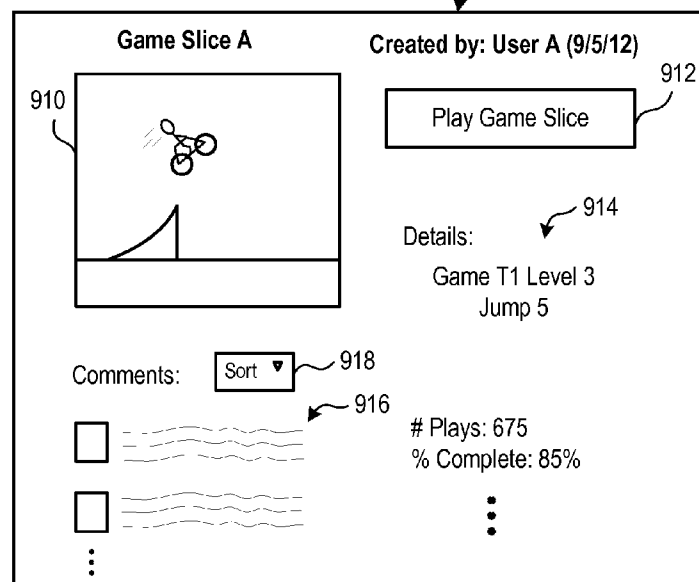 Game Slice A
Created by: User A (9/5/12)
910
912
Play Game Slice
914
Details:
Game T1 Level 3
Jump 5
Comments:
Sort
918
916
# Plays: 675
% Complete: 85%